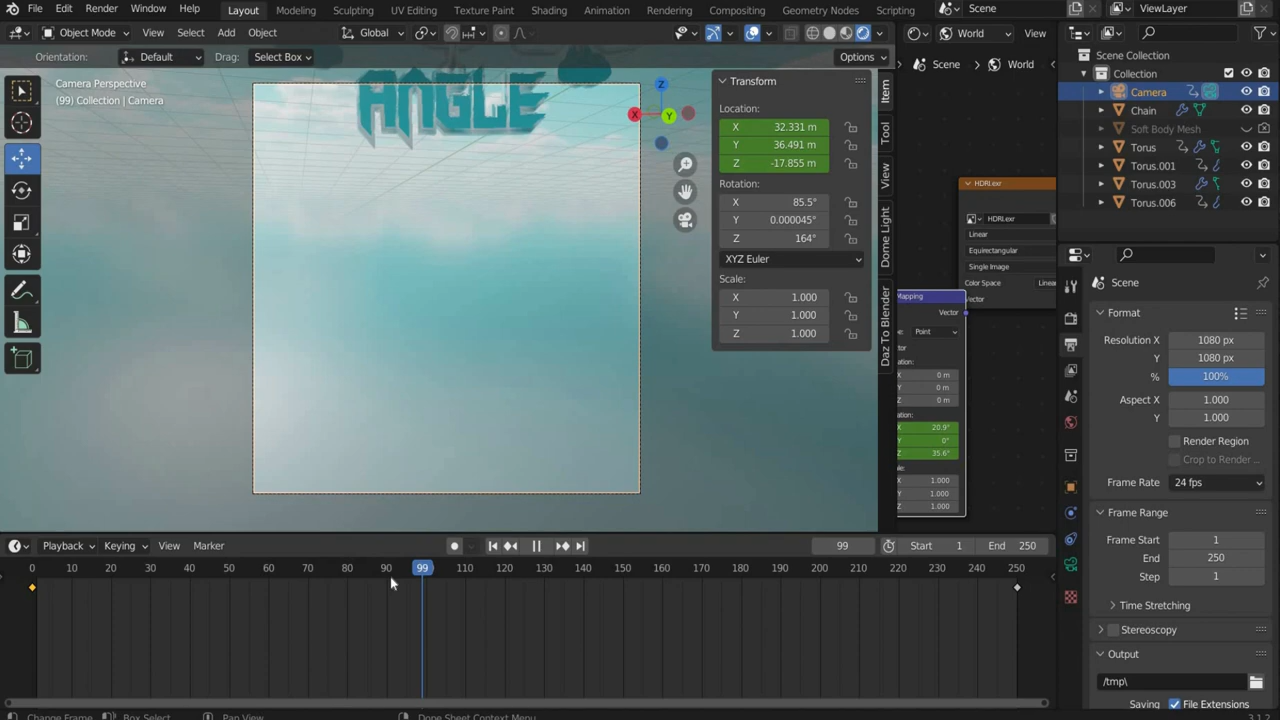 File Edit Render Window Help Layout Modeling Sculpting UV Editing Texture Paint Shading Animation Rendering Compositing Geometry Nodes Scripting Scene ViewLayer
Object Mode View Select Add Object Global World
Orientation: Default Drag: Select Box Options Scene World
Camera Perspective
(99) Collection | Camera
ANGLE
Z
X
Y
Transform
Location:
X 32.331 m
Y 36.491 m
Z -17.855 m
Rotation:
X 85.5°
Y 0.000045°
Z 164°
XYZ Euler
Scale:
X 1.000
Y 1.000
Z 1.000
Item
Tool
View
Dome Light
Daz To Blender
HDRI.exr
HDRI.exr
Linear
Equirectangular
Single Image
Color Space Linea
Vector
Mapping
Vector
Point
X 0 m
Y 0 m
Z 0 m
X 20.9°
Y 0°
Z 35.6°
X 1.000
Y 1.000
Z 1.000
Scene Collection
Collection
Camera
Chain
Soft Body Mesh
Torus
Torus.001
Torus.003
Torus.006
Scene
Format
Resolution X 1080 px
Y 1080 px
% 100%
Aspect X 1.000
Y 1.000
Render Region
Crop to Render ...
Frame Rate 24 fps
Frame Range
Frame Start 1
End 250
Step 1
Time Stretching
Stereoscopy
Output
/tmp\
Saving File Extensions
Playback Keying View Marker 99 Start 1 End 250
0 10 20 30 40 50 60 70 80 90 99 110 120 130 140 150 160 170 180 190 200 210 220 230 240 250
Change Frame Box Select Pan View Dope Sheet Context Menu 3.1.2